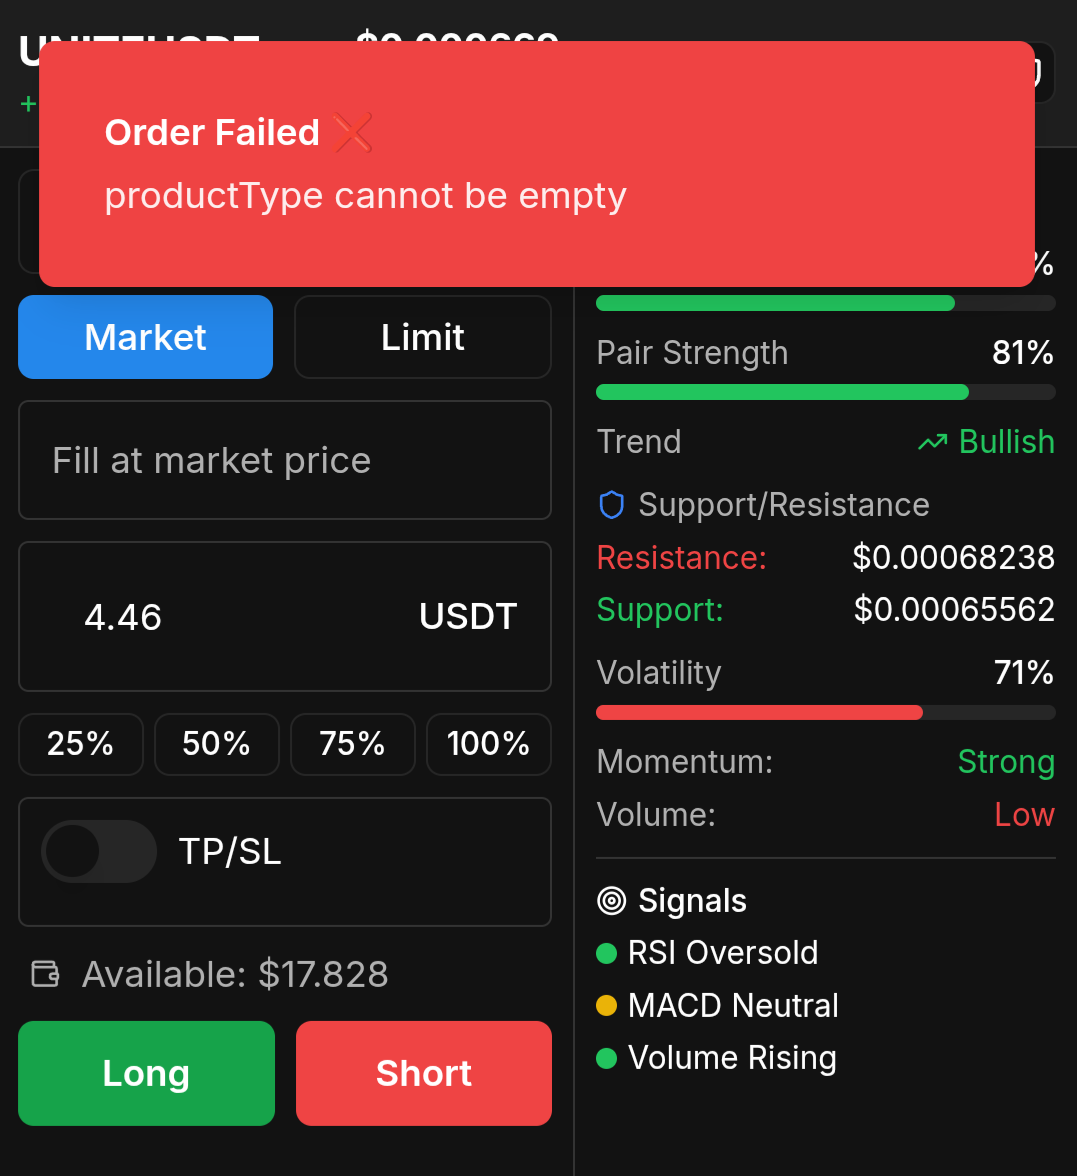 Order Failed ❌
productType cannot be empty
%
Market
Limit
Fill at market price
4.46 USDT
25% 50% 75% 100%
TP/SL
Available: $17.828
Long
Short
Pair Strength 81%
Trend Bullish
Support/Resistance
Resistance: $0.00068238
Support: $0.00065562
Volatility 71%
Momentum: Strong
Volume: Low
Signals
RSI Oversold
MACD Neutral
Volume Rising